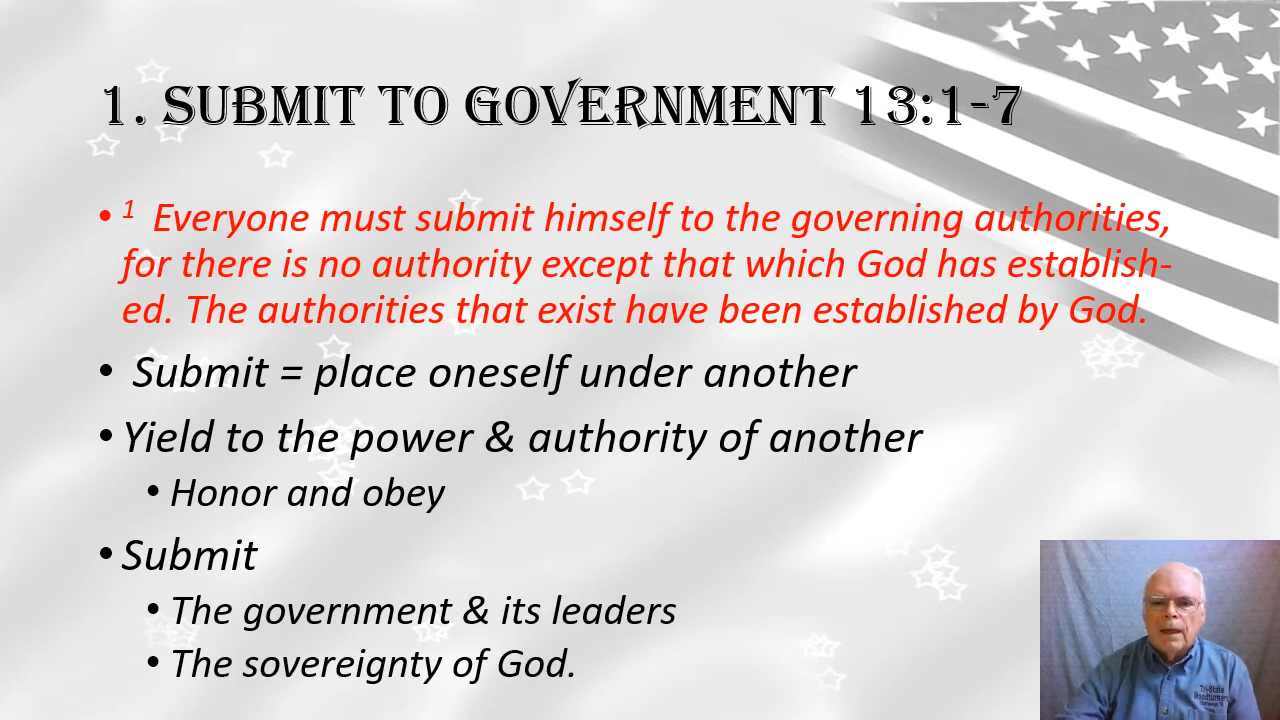 1. SUBMIT TO GOVERNMENT 13:1-7
• 1 Everyone must submit himself to the governing authorities,
for there is no authority except that which God has establish-
ed. The authorities that exist have been established by God.
• Submit = place oneself under another
• Yield to the power & authority of another
• Honor and obey
• Submit
• The government & its leaders
• The sovereignty of God.
Tri-State
Woodturners